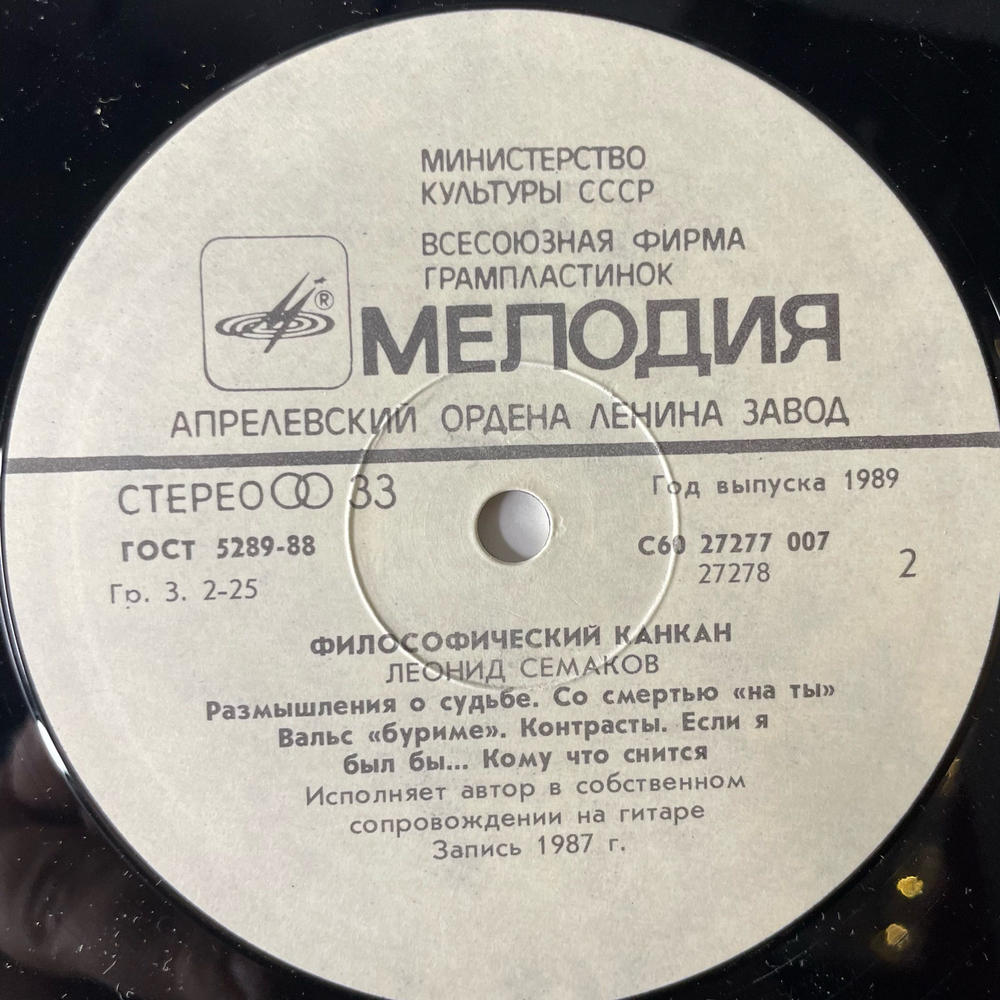 МИНИСТЕРСТВО
КУЛЬТУРЫ СССР
ВСЕСОЮЗНАЯ ФИРМА
ГРАМПЛАСТИНОК
®
МЕЛОДИЯ
АПРЕЛЕВСКИЙ ОРДЕНА ЛЕНИНА ЗАВОД
СТЕРЕО 33
Год выпуска 1989
ГОСТ 5289-88
С60 27277 007
Гр. 3. 2-25
27278
2
ФИЛОСОФИЧЕСКИЙ КАНКАН
ЛЕОНИД СЕМАКОВ
Размышления о судьбе. Со смертью «на ты»
Вальс «буриме». Контрасты. Если я
был бы... Кому что снится
Исполняет автор в собственном
сопровождении на гитаре
Запись 1987 г.